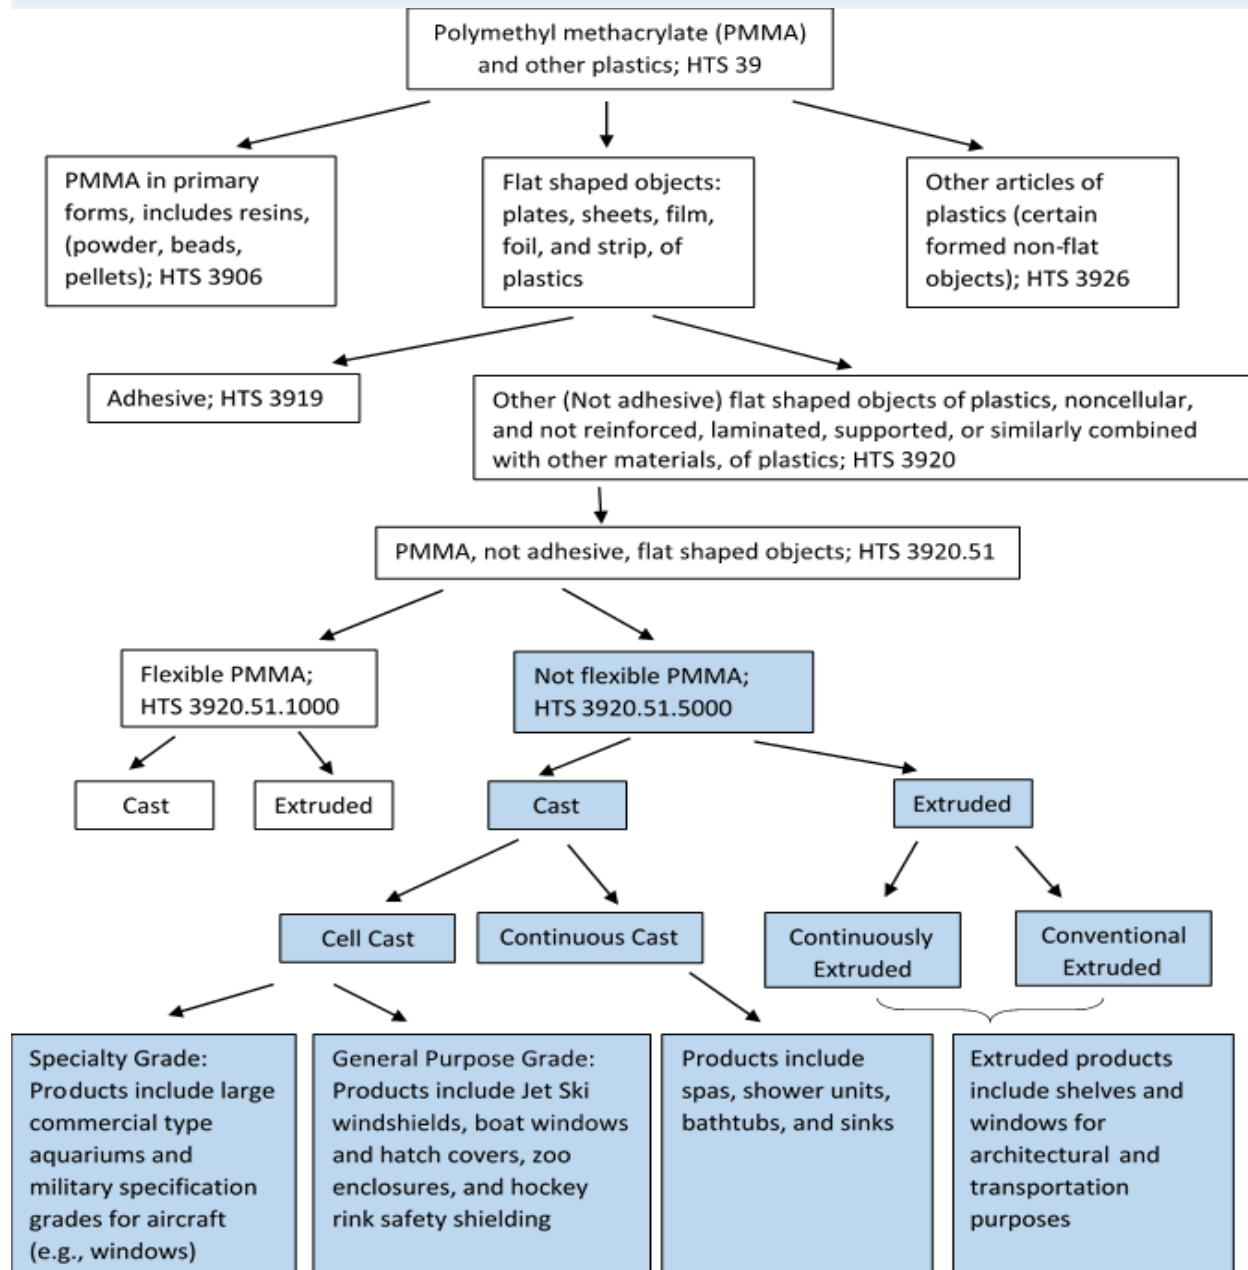 Polymethyl methacrylate (PMMA)
and other plastics; HTS 39
PMMA in primary
forms, includes resins,
(powder, beads,
pellets); HTS 3906
Flat shaped objects:
plates, sheets, film,
foil, and strip, of
plastics
Other articles of
plastics (certain
formed non-flat
objects); HTS 3926
Adhesive; HTS 3919
Other (Not adhesive) flat shaped objects of plastics, noncellular,
and not reinforced, laminated, supported, or similarly combined
with other materials, of plastics; HTS 3920
PMMA, not adhesive, flat shaped objects; HTS 3920.51
Flexible PMMA;
HTS 3920.51.1000
Not flexible PMMA;
HTS 3920.51.5000
Cast
Extruded
Cast
Extruded
Cell Cast
Continuous Cast
Continuously
Extruded
Conventional
Extruded
Specialty Grade:
Products include large
commercial type
aquariums and
military specification
grades for aircraft
(e.g., windows)
General Purpose Grade:
Products include Jet Ski
windshields, boat windows
and hatch covers, zoo
enclosures, and hockey
rink safety shielding
Products include
spas, shower units,
bathtubs, and sinks
Extruded products
include shelves and
windows for
architectural and
transportation
purposes